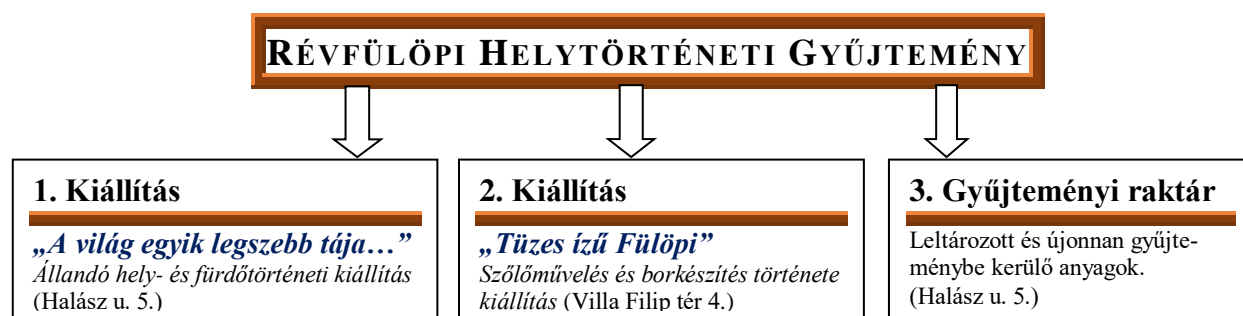 RÉVFÜLÖPI HELYTÖRTÉNETI GYŰJTEMÉNY
1. Kiállítás
„A világ egyik legszebb tája…”
Állandó hely- és fürdőtörténeti kiállítás
(Halász u. 5.)
2. Kiállítás
„Tüzes ízű Fülöpi”
Szőlőművelés és borkészítés története
kiállítás (Villa Filip tér 4.)
3. Gyűjteményi raktár
Leltározott és újonnan gyűjte-
ménybe kerülő anyagok.
(Halász u. 5.)